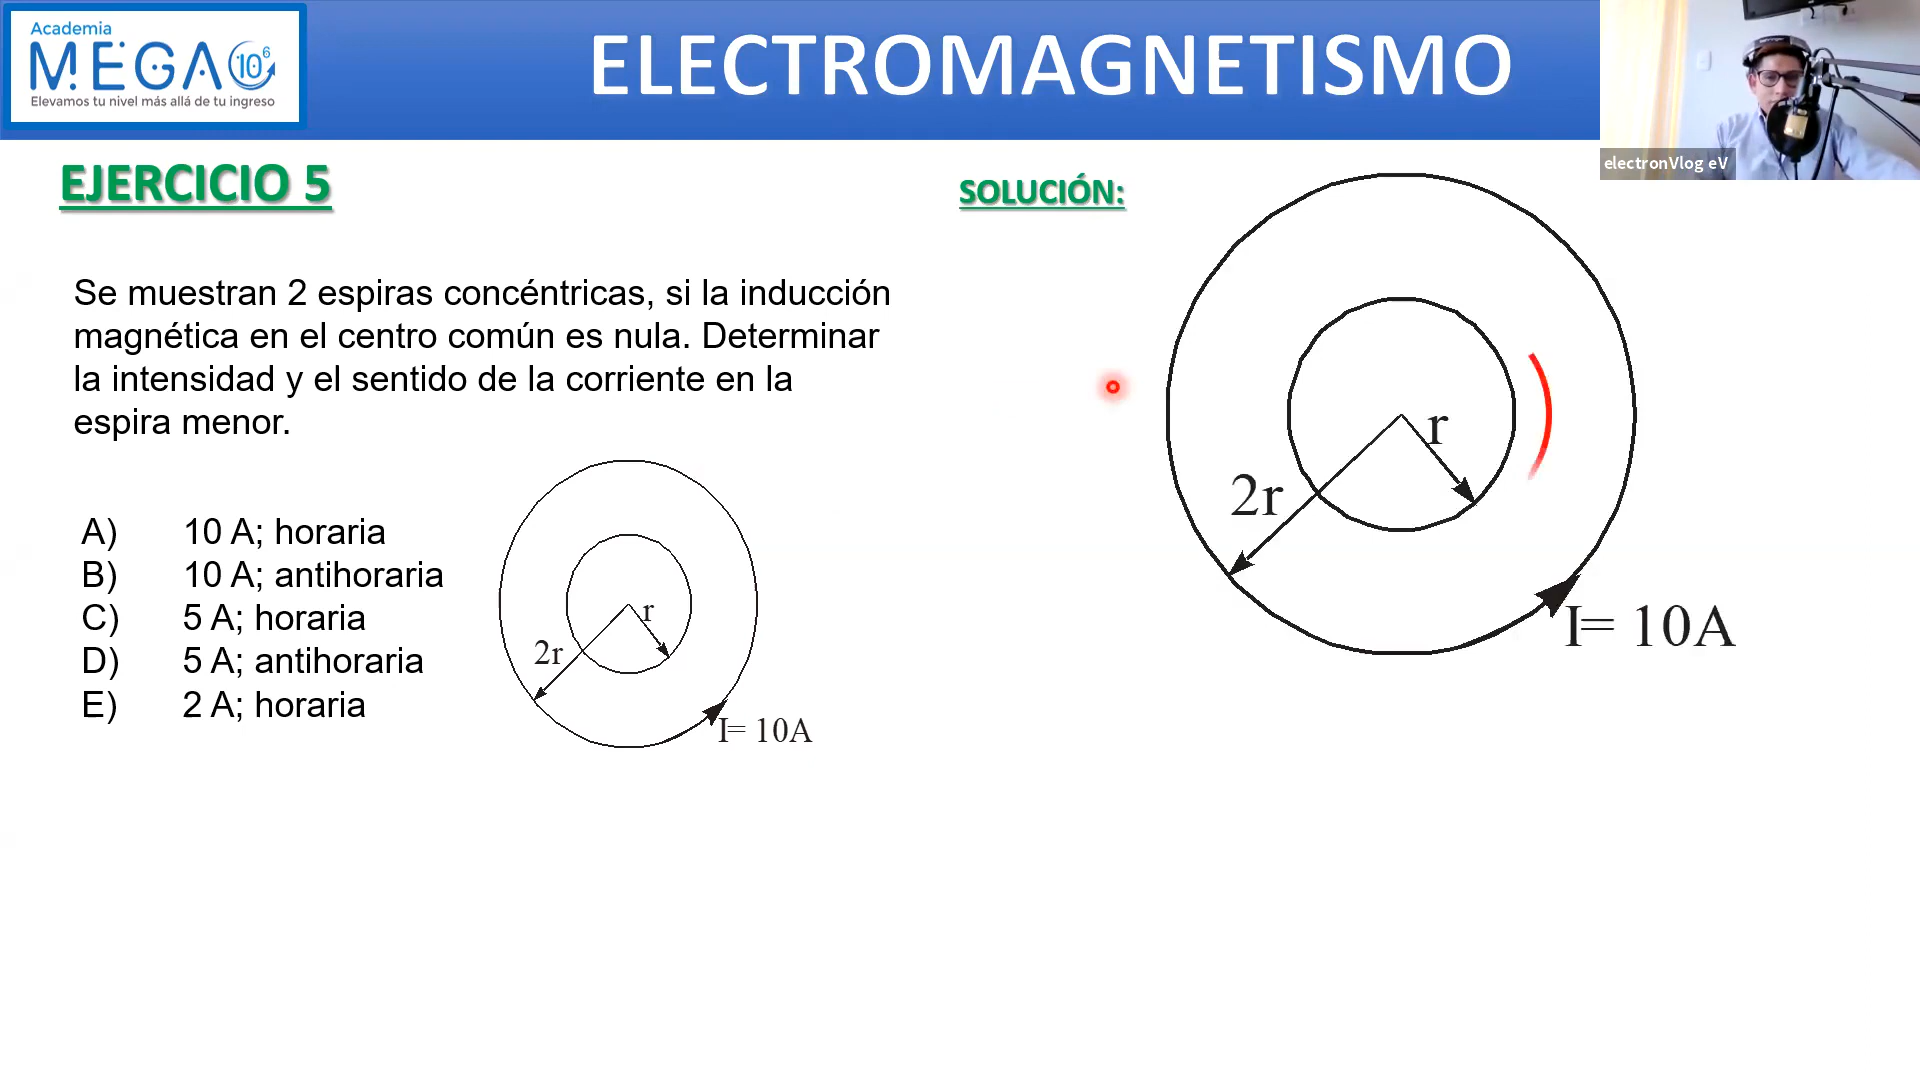 Academia
MEGA 10⁶
Elevamos tu nivel más allá de tu ingreso
ELECTROMAGNETISMO
electronVlog eV
EJERCICIO 5
Se muestran 2 espiras concéntricas, si la inducción
magnética en el centro común es nula. Determinar
la intensidad y el sentido de la corriente en la
espira menor.
A) 10 A; horaria
B) 10 A; antihoraria
C) 5 A; horaria
D) 5 A; antihoraria
E) 2 A; horaria
r
2r
I= 10A
SOLUCIÓN:
r
2r
I= 10A